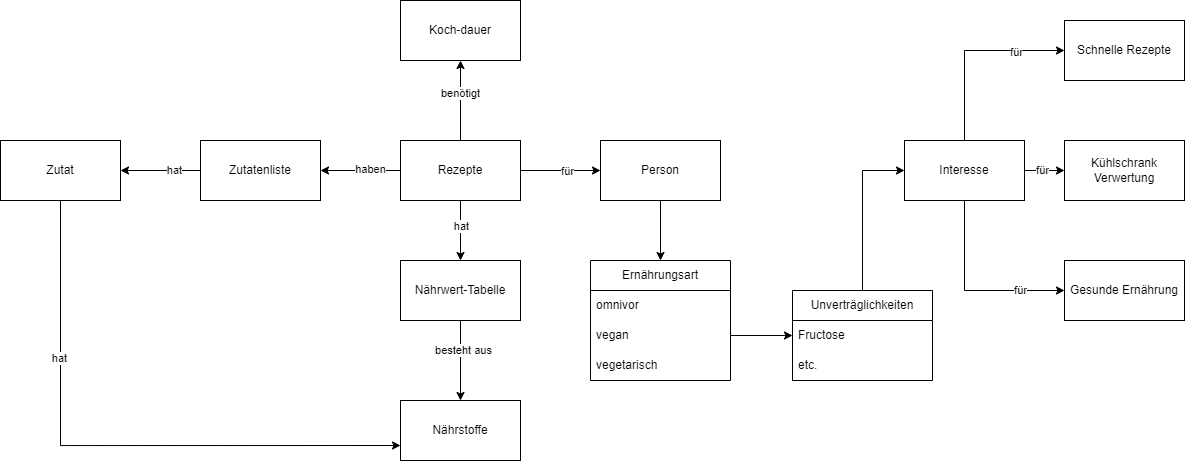 Koch-dauer
benötigt
Schnelle Rezepte
für
Zutat
hat
Zutatenliste
haben
Rezepte
für
Person
Interesse
für
Kühlschrank
Verwertung
hat
Nährwert-Tabelle
besteht aus
Ernährungsart
omnivor
vegan
vegetarisch
Unverträglichkeiten
Fructose
etc.
für
Gesunde Ernährung
hat
Nährstoffe